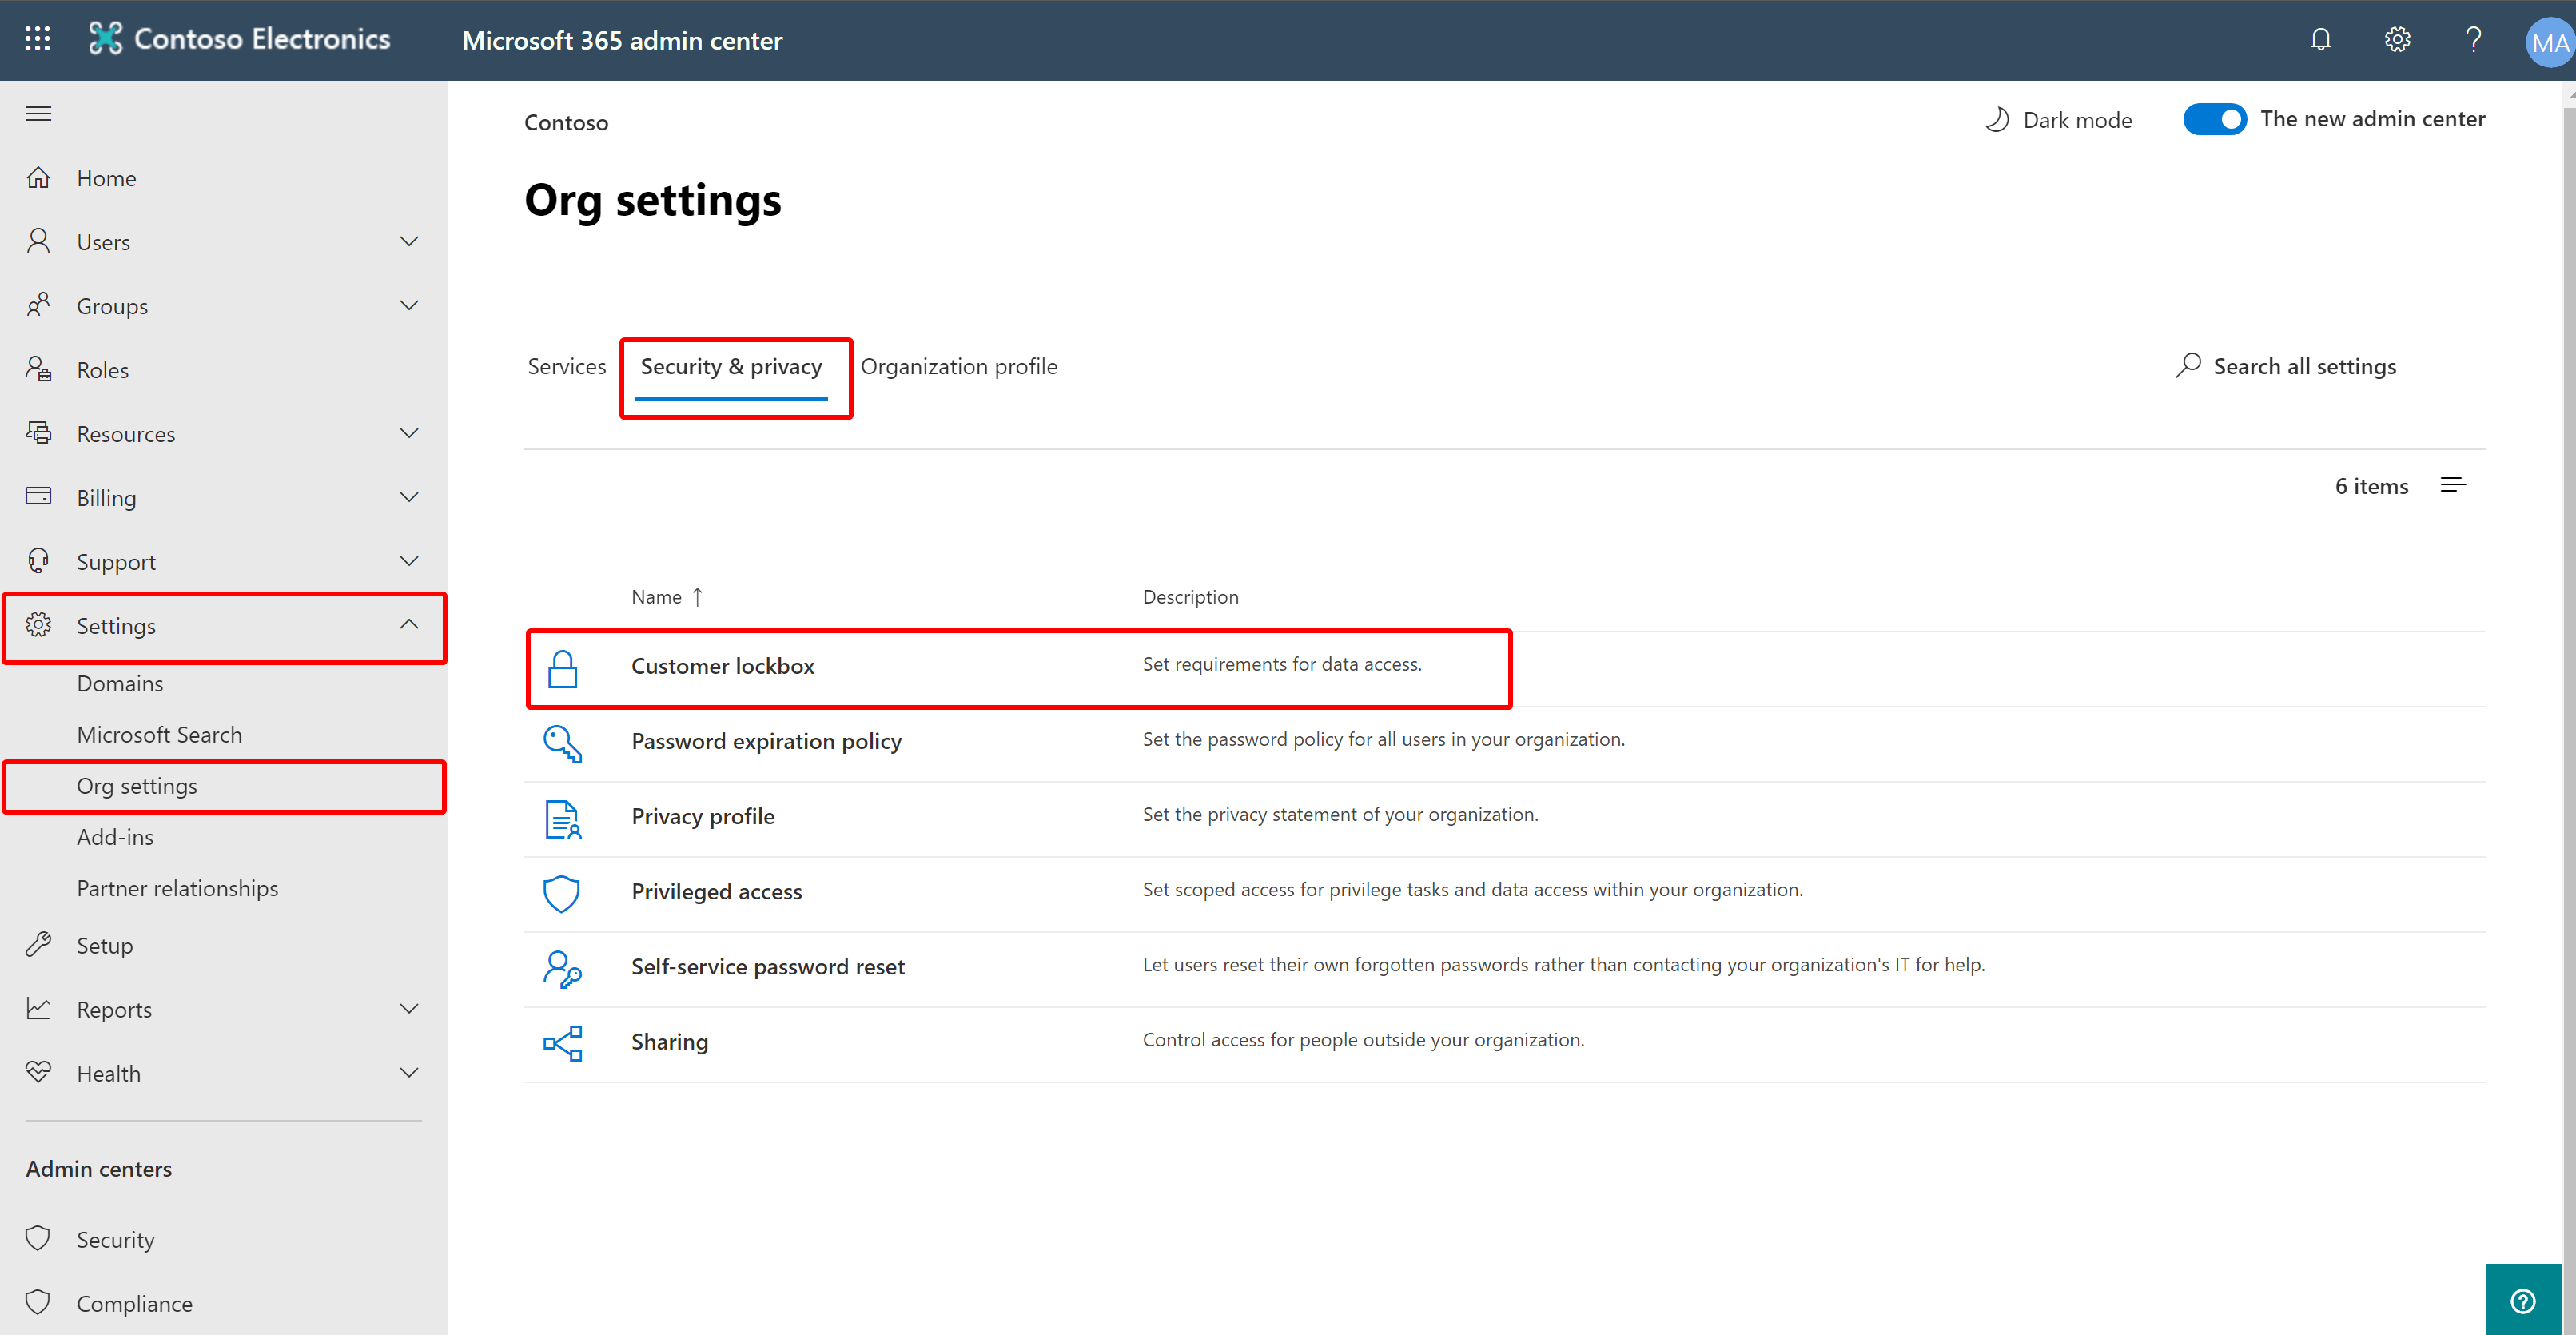 Contoso Electronics
Microsoft 365 admin center
MA
Home
Users
Groups
Roles
Resources
Billing
Support
Settings
Domains
Microsoft Search
Org settings
Add-ins
Partner relationships
Setup
Reports
Health
Admin centers
Security
Compliance
Contoso
Dark mode
The new admin center
Org settings
Services
Security & privacy
Organization profile
Search all settings
6 items
Name ↑
Description
Customer lockbox
Set requirements for data access.
Password expiration policy
Set the password policy for all users in your organization.
Privacy profile
Set the privacy statement of your organization.
Privileged access
Set scoped access for privilege tasks and data access within your organization.
Self-service password reset
Let users reset their own forgotten passwords rather than contacting your organization's IT for help.
Sharing
Control access for people outside your organization.